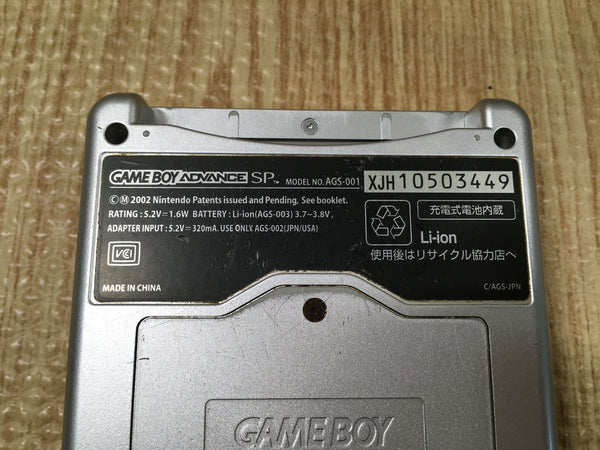 GAME BOY ADVANCE SP™ MODEL NO. AGS-001 XJH10503449
© Ⓜ 2002 Nintendo Patents issued and Pending, See booklet.
RATING : 5.2V⎓1.6W BATTERY : Li-ion(AGS-003) 3.7~3.8V,
ADAPTER INPUT : 5.2V⎓320mA. USE ONLY AGS-002(JPN/USA)
充電式電池内蔵
Li-ion
使用後はリサイクル協力店へ
VCI
MADE IN CHINA
C/AGS-JPN
GAME BOY